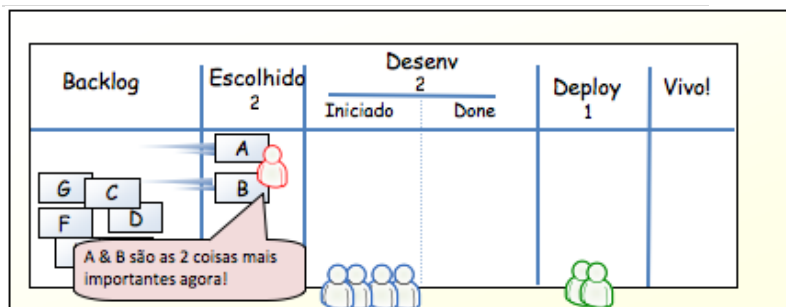 Backlog
Escolhido
2
Desenv
2
Iniciado
Done
Deploy
1
Vivo!
A
B
G
C
F
D
A & B são as 2 coisas mais
importantes agora!